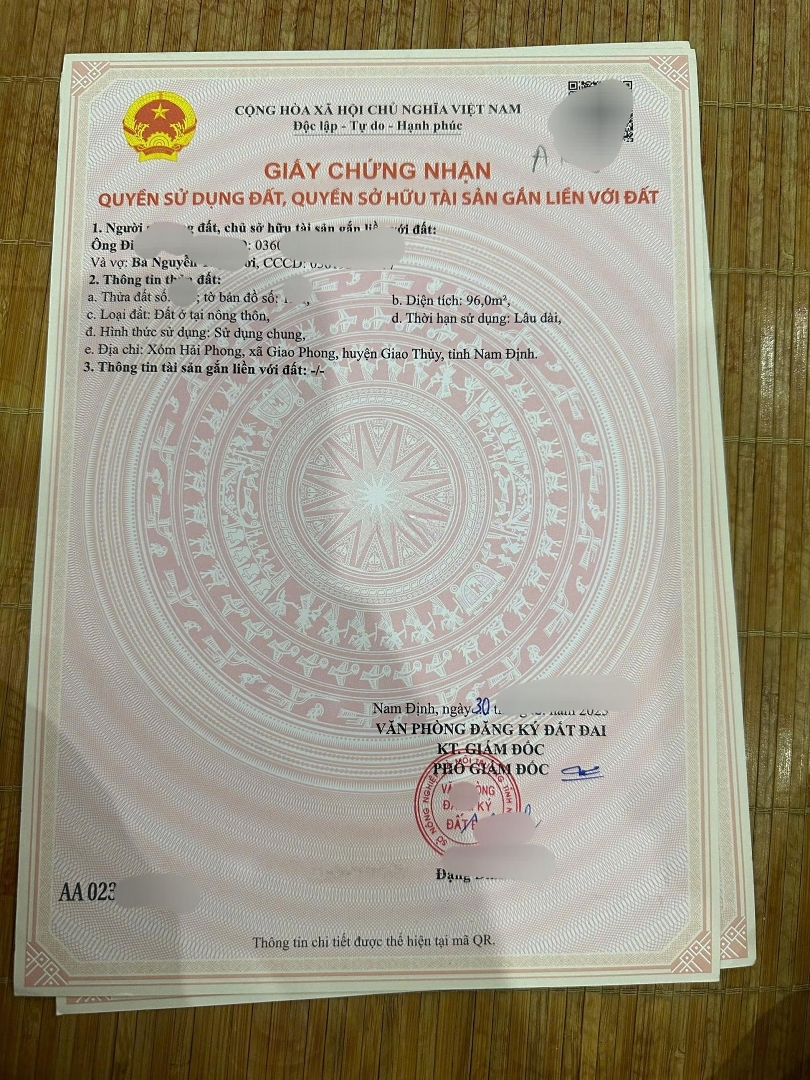 CỘNG HÒA XÃ HỘI CHỦ NGHĨA VIỆT NAM
Độc lập - Tự do - Hạnh phúc
GIẤY CHỨNG NHẬN
QUYỀN SỬ DỤNG ĐẤT, QUYỀN SỞ HỮU TÀI SẢN GẮN LIỀN VỚI ĐẤT
1. Người đất, chủ sở hữu tài sản gắn với đất:
Ông 036
Và vợ: Bà Nguyễn CCCD:
2. Thông tin thửa đất:
a. Thửa đất số: ; tờ bản đồ số: b. Diện tích: 96,0m²,
c. Loại đất: Đất ở tại nông thôn, d. Thời hạn sử dụng: Lâu dài,
đ. Hình thức sử dụng: Sử dụng chung,
e. Địa chỉ: Xóm Hải Phong, xã Giao Phong, huyện Giao Thủy, tỉnh Nam Định.
3. Thông tin tài sản gắn liền với đất: -/-
Nam Định, ngày 30 năm 2025
VĂN PHÒNG ĐĂNG KÝ ĐẤT ĐAI
KT. GIÁM ĐỐC
PHÓ GIÁM ĐỐC
Đặng
AA 023
Thông tin chi tiết được thể hiện tại mã QR.